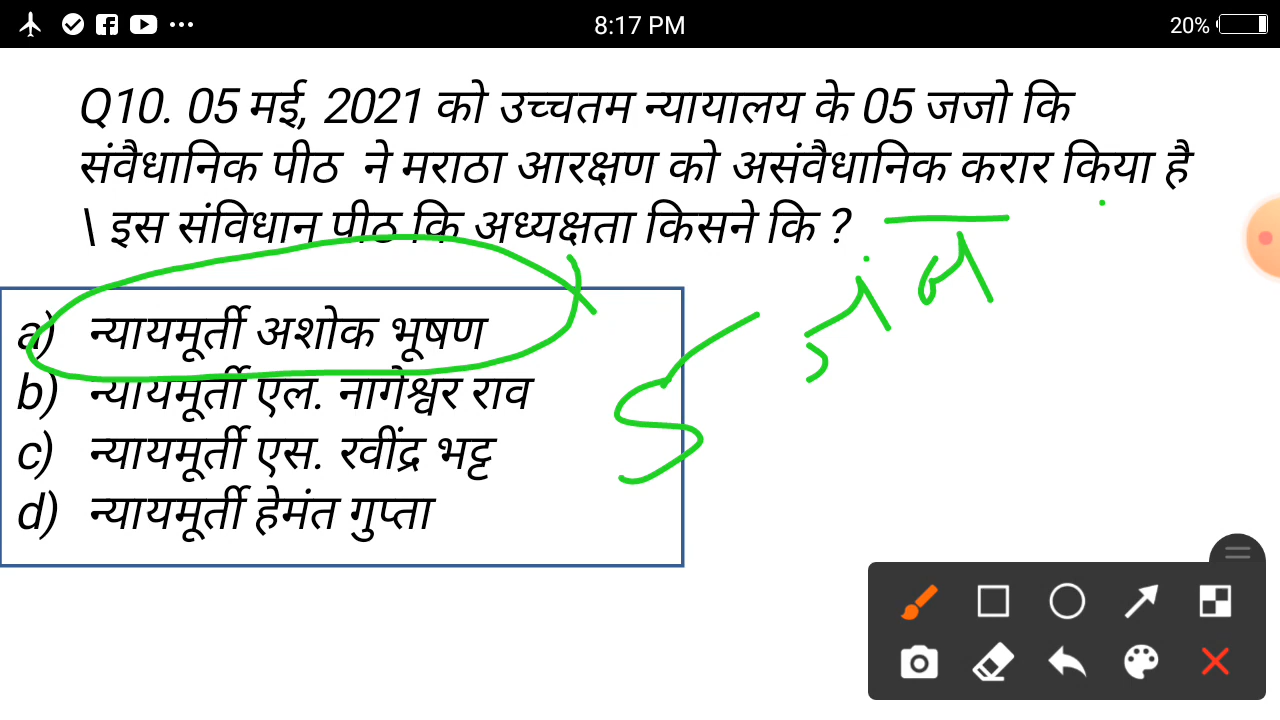 8:17 PM
20%
Q10. 05 मई, 2021 को उच्चतम न्यायालय के 05 जजो कि
संवैधानिक पीठ ने मराठा आरक्षण को असंवैधानिक करार किया है
\ इस संविधान पीठ कि अध्यक्षता किसने कि ?
a) न्यायमूर्ती अशोक भूषण
b) न्यायमूर्ती एल. नागेश्वर राव
c) न्यायमूर्ती एस. रवींद्र भट्ट
d) न्यायमूर्ती हेमंत गुप्ता
5